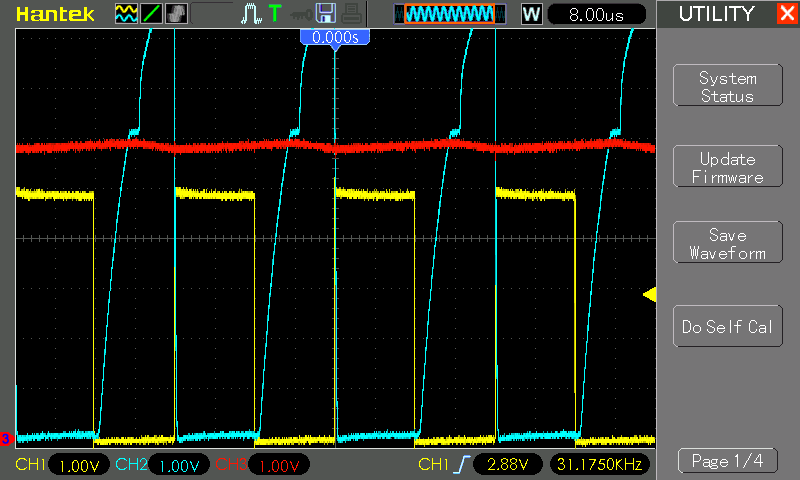 Hantek
T
W
8.00us
UTILITY
X
0.000s
System
Status
Update
Firmware
Save
Waveform
Do Self Cal
3
CH1 1.00V CH2 1.00V CH3 1.00V CH1 2.88V 31.1750KHz
Page 1/4